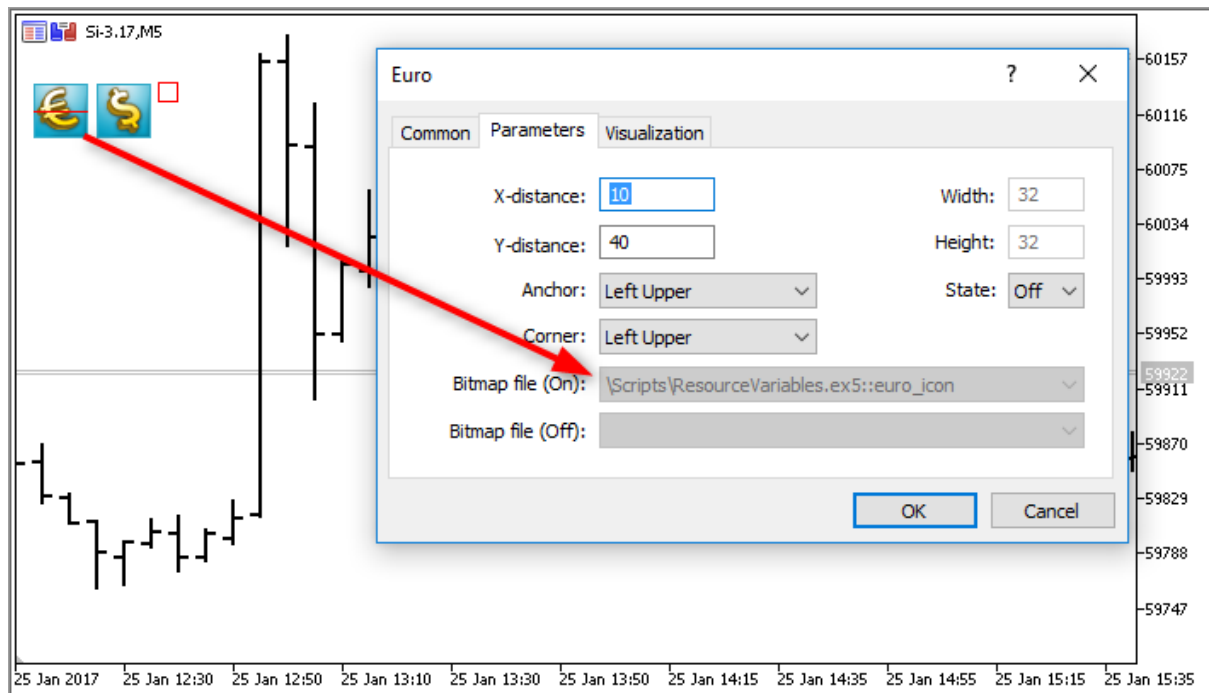 Si-3.17,M5
Euro
?
Common Parameters Visualization
X-distance: 10 Width: 32
Y-distance: 40 Height: 32
Anchor: Left Upper State: Off
Corner: Left Upper
Bitmap file (On): \Scripts\ResourceVariables.ex5::euro_icon
Bitmap file (Off):
OK Cancel
60157
60116
60075
60034
59993
59952
59922
59911
59870
59829
59788
59747
25 Jan 2017 25 Jan 12:30 25 Jan 12:50 25 Jan 13:10 25 Jan 13:30 25 Jan 13:50 25 Jan 14:15 25 Jan 14:35 25 Jan 14:55 25 Jan 15:15 25 Jan 15:35